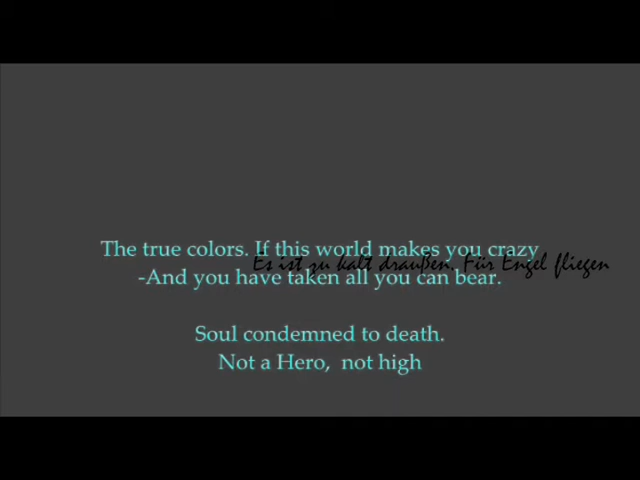 The true colors. If this world makes you crazy
Es ist zu kalt draußen. Für Engel fliegen
-And you have taken all you can bear.
Soul condemned to death.
Not a Hero, not high